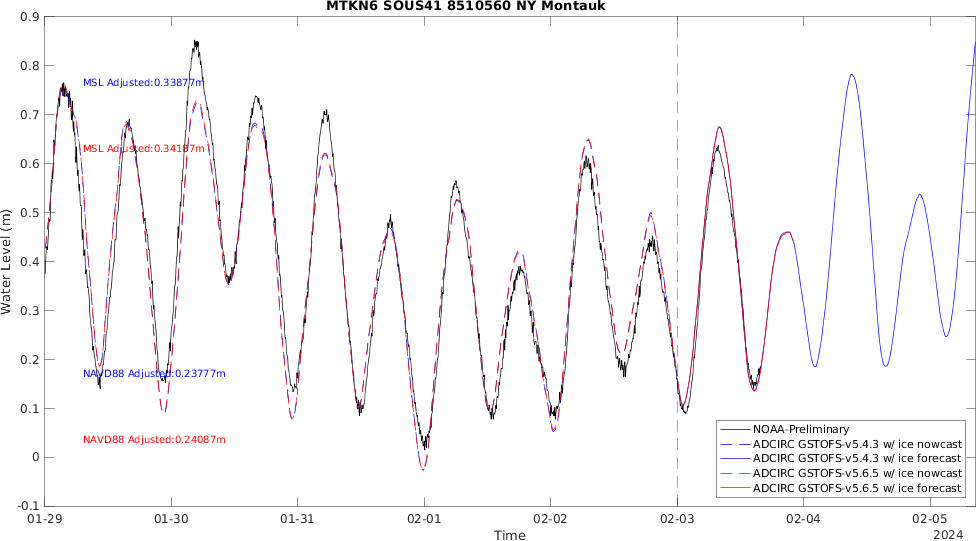 MTKN6 SOUS41 8510560 NY Montauk
0.9
0.8
MSL Adjusted:0.33877m
0.7
MSL Adjusted:0.34187m
0.6
0.5
0.4
0.3
0.2
NAVD88 Adjusted:0.23777m
0.1
NAVD88 Adjusted:0.24087m
0
-0.1
Water Level (m)
NOAA-Preliminary
ADCIRC GSTOFS-v5.4.3 w/ ice nowcast
ADCIRC GSTOFS-v5.4.3 w/ ice forecast
ADCIRC GSTOFS-v5.6.5 w/ ice nowcast
ADCIRC GSTOFS-v5.6.5 w/ ice forecast
01-29 01-30 01-31 02-01 02-02 02-03 02-04 02-05
Time
2024